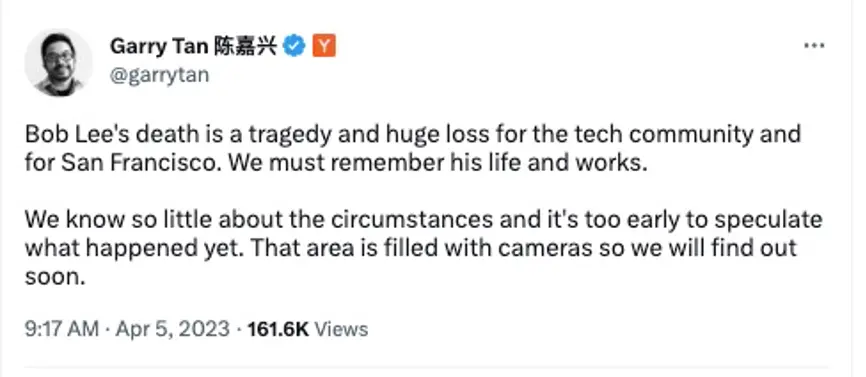 Garry Tan 陈嘉兴 Y
@garrytan
Bob Lee's death is a tragedy and huge loss for the tech community and
for San Francisco. We must remember his life and works.
We know so little about the circumstances and it's too early to speculate
what happened yet. That area is filled with cameras so we will find out
soon.
9:17 AM · Apr 5, 2023 · 161.6K Views